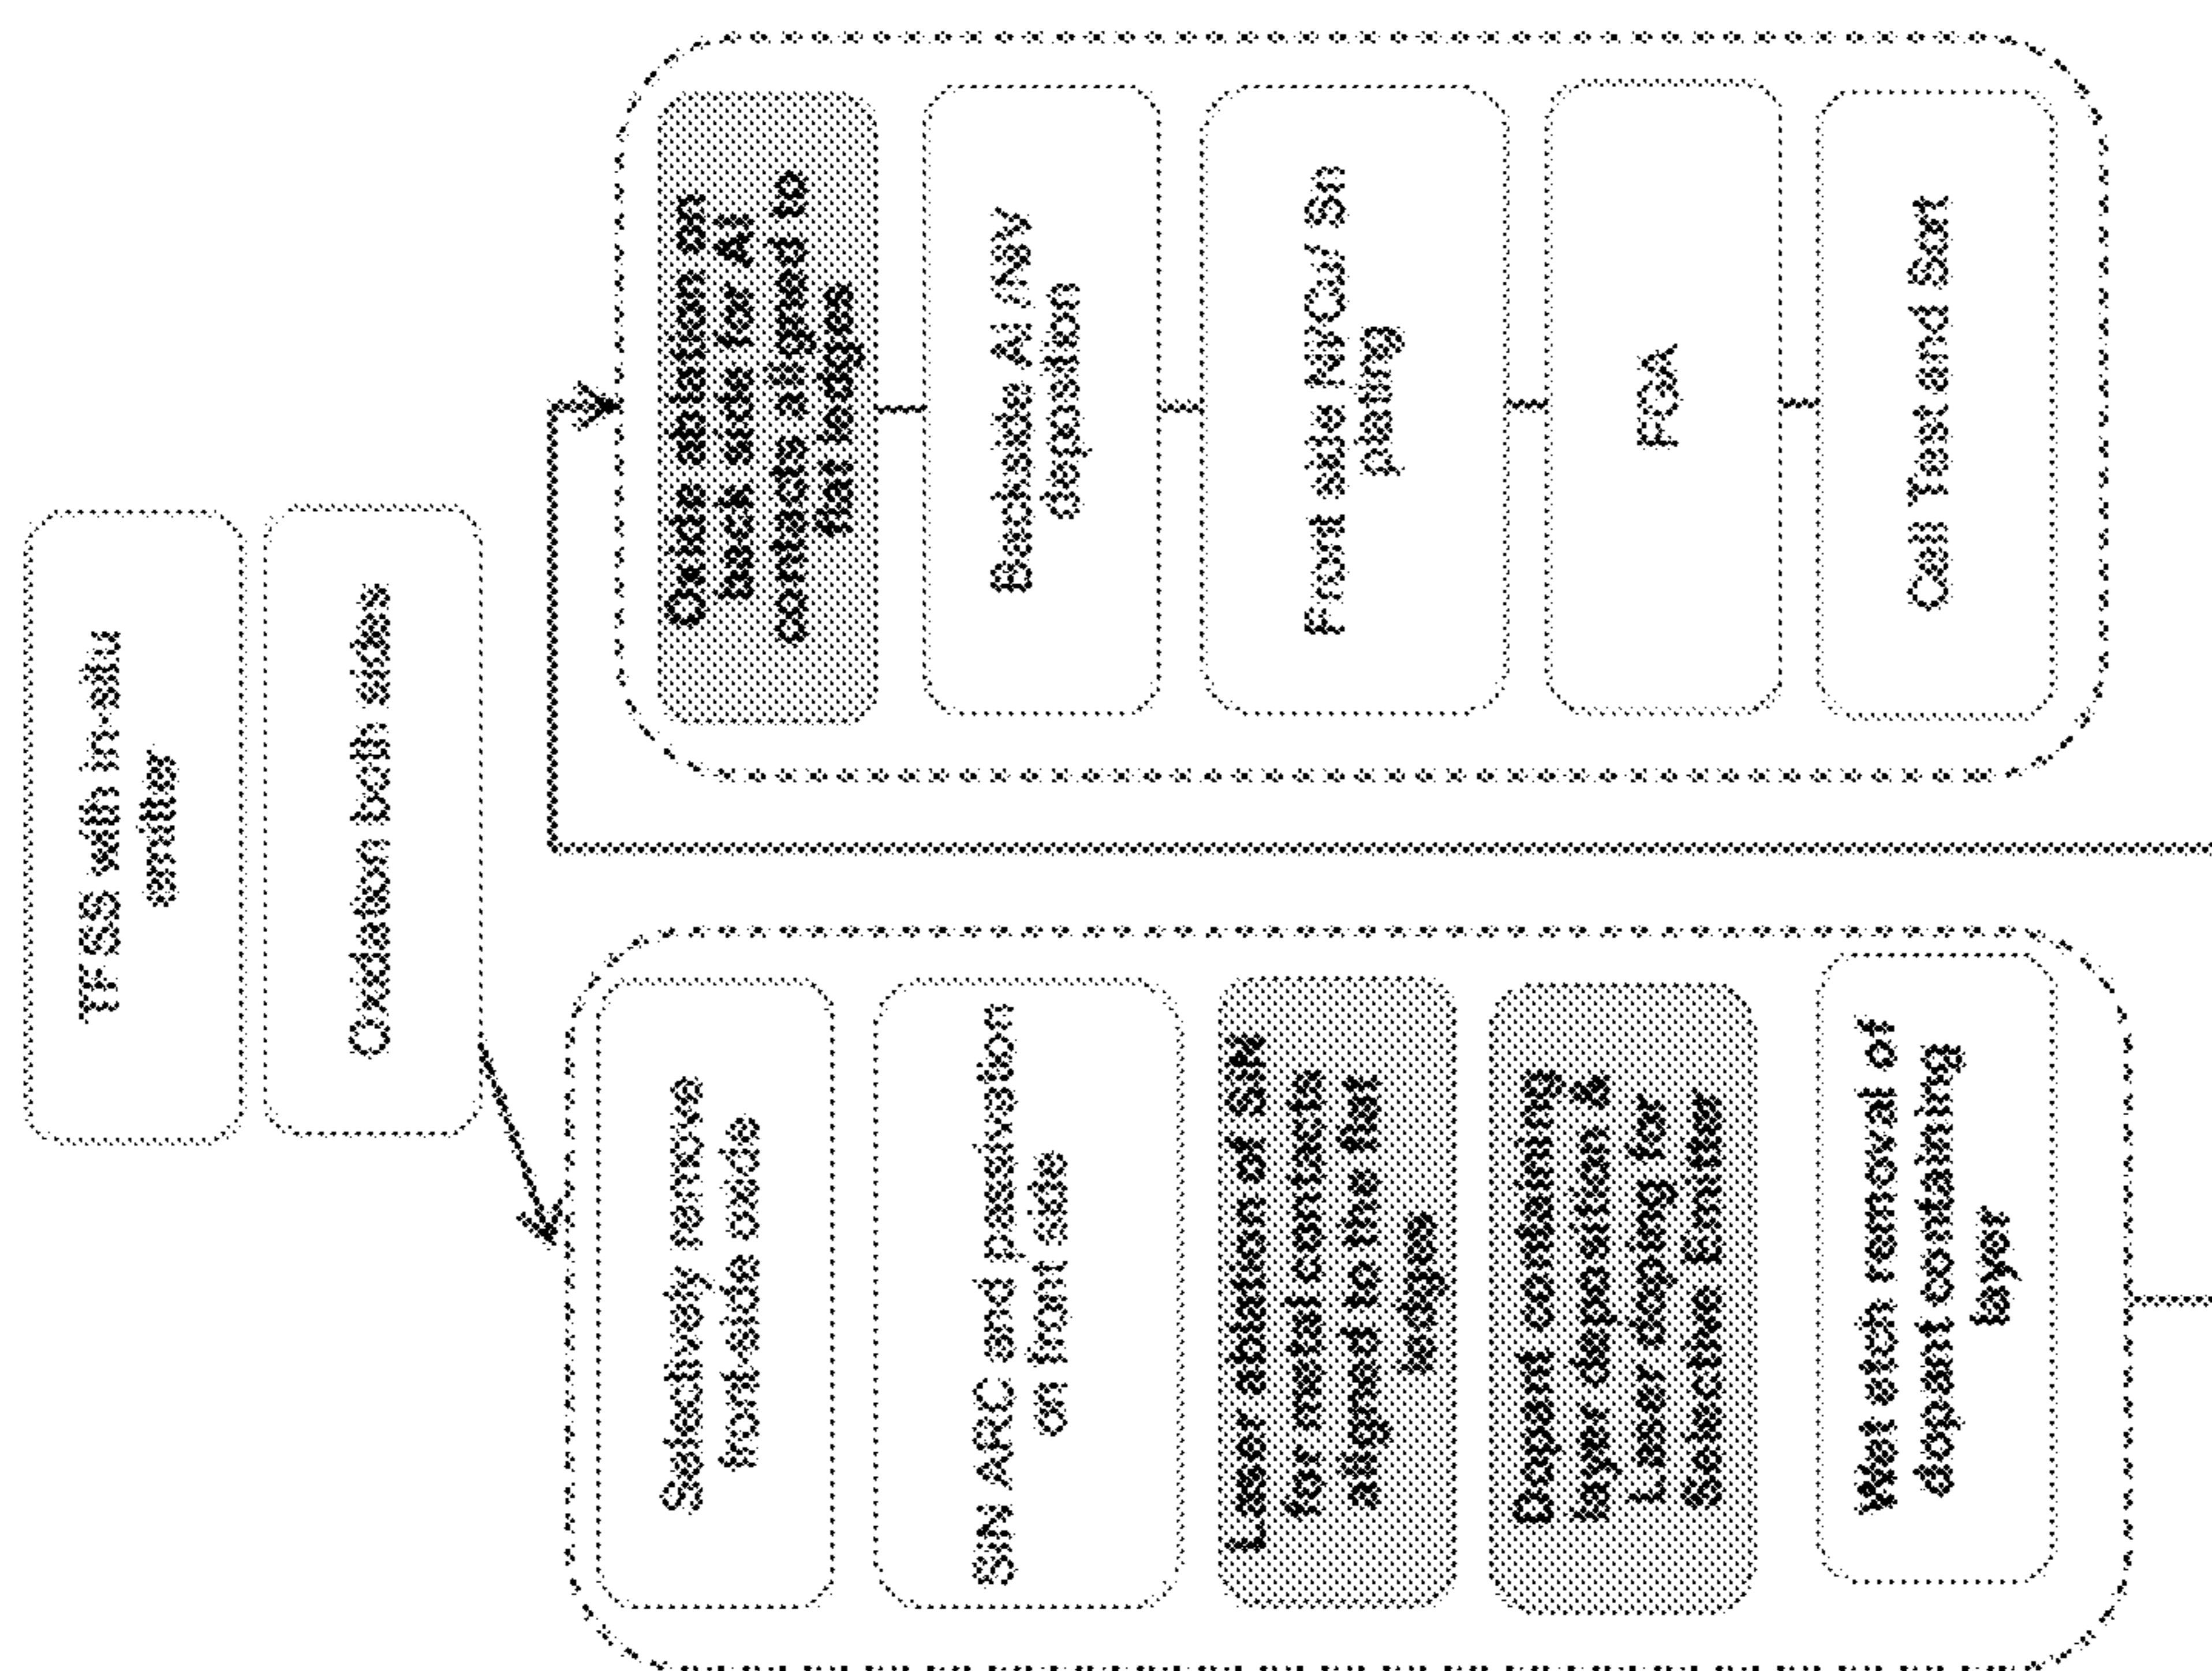 TFSS with in-situ
emitter
Oxidation both sides
Selectively remove
front-side oxide
SiN ARC and passivation
on front side
Laser ablation of SiN
for metal contacts
aligned to the flat
ledges
Dopant containing
layer deposition &
Laser doping for
Selective Emitter
Wet etch removal of
dopant containing
layer
Oxide ablation on
back side for Al
contacts aligned to
flat ledges
Backside Al /NiV
deposition
Front side Ni/Cu/ Sn
plating
FGA
Cell Test and Sort